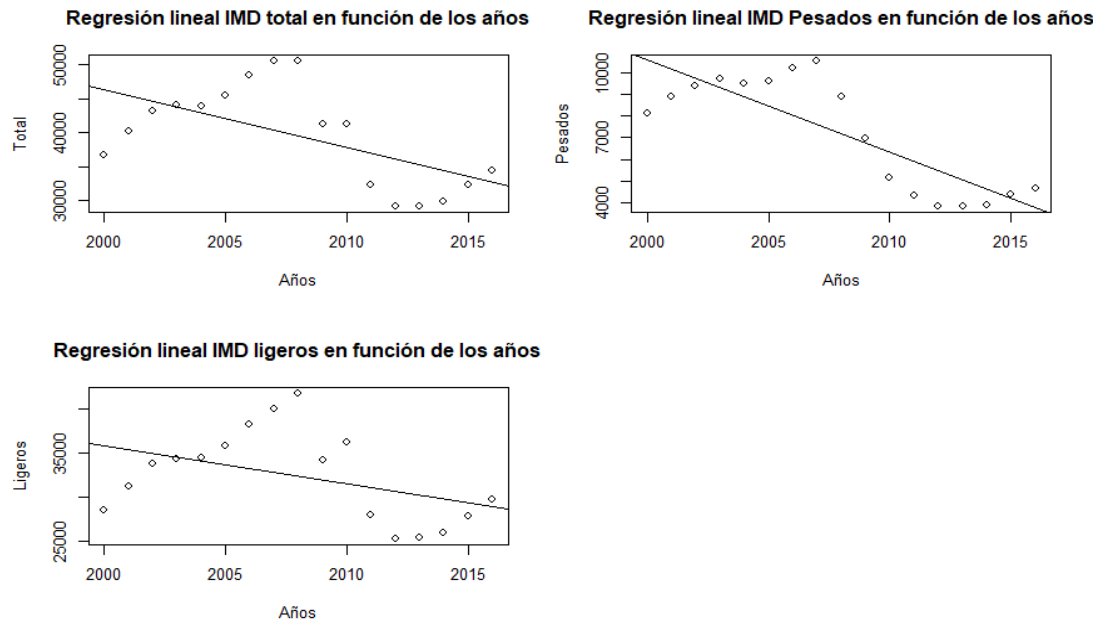 Regresión lineal IMD total en función de los años
Total
30000
40000
50000
2000
2005
2010
2015
Años
Regresión lineal IMD Pesados en función de los años
Pesados
4000
7000
10000
2000
2005
2010
2015
Años
Regresión lineal IMD ligeros en función de los años
Ligeros
25000
35000
2000
2005
2010
2015
Años